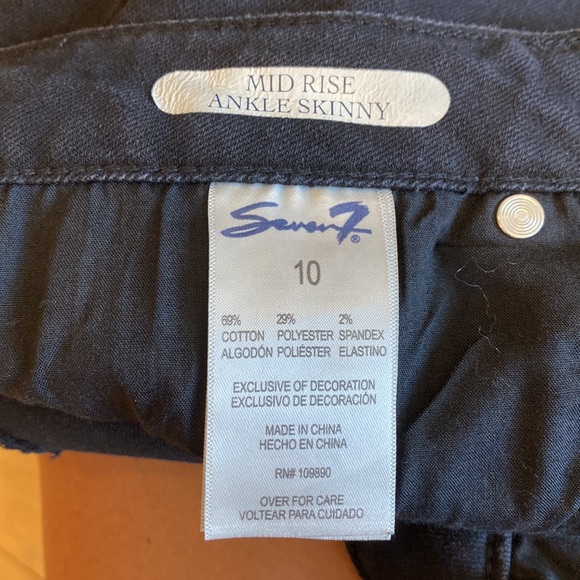 MID RISE
ANKLE SKINNY
Seven7®
10
69% 29% 2%
COTTON POLYESTER SPANDEX
ALGODÓN POLIÉSTER ELASTINO
EXCLUSIVE OF DECORATION
EXCLUSIVO DE DECORACIÓN
MADE IN CHINA
HECHO EN CHINA
RN# 109890
OVER FOR CARE
VOLTEAR PARA CUIDADO